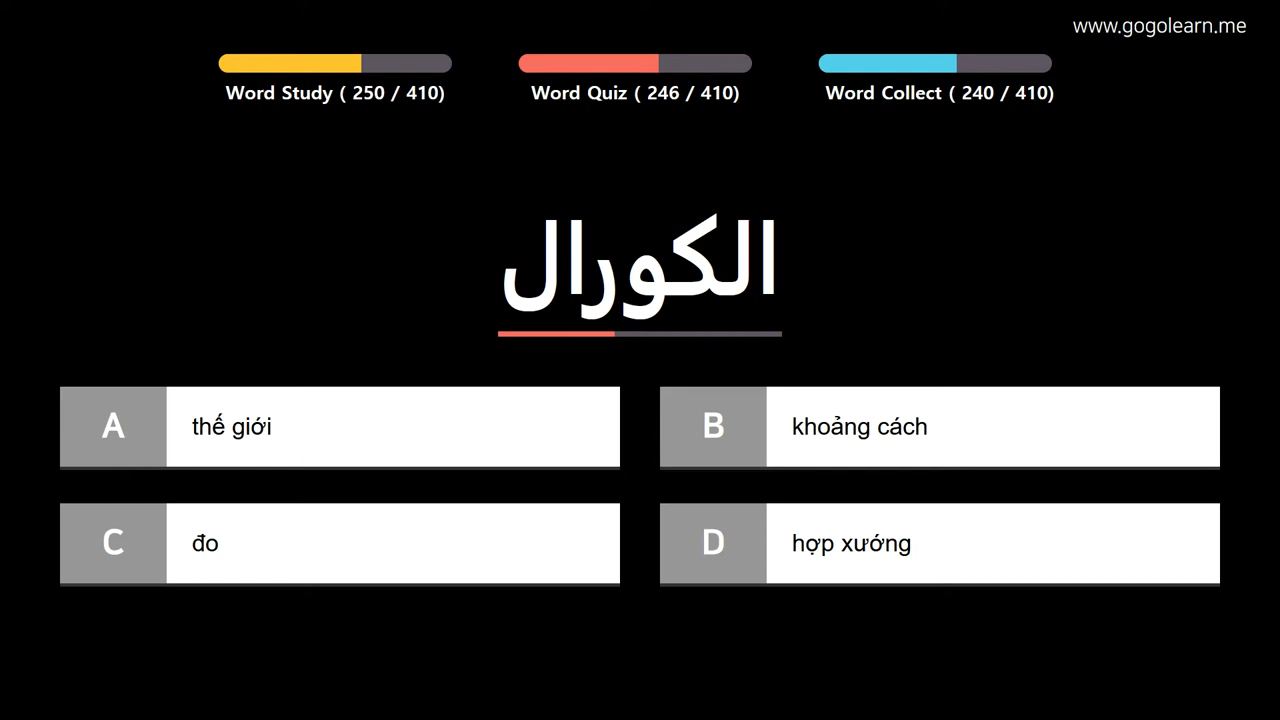 www.gogolearn.me
Word Study ( 250 / 410)
Word Quiz ( 246 / 410)
Word Collect ( 240 / 410)
الكورال
A thế giới
B khoảng cách
C đo
D hợp xướng